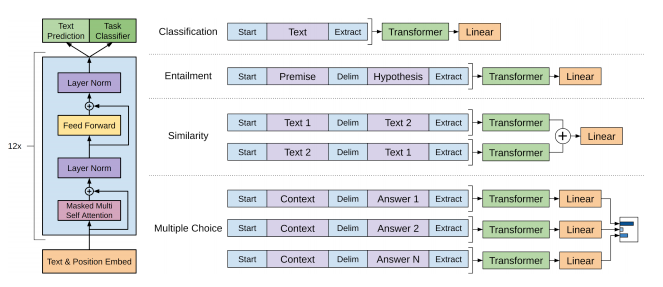 Text Prediction
Task Classifier
12x
Layer Norm
+
Feed Forward
Layer Norm
+
Masked Multi
Self Attention
Text & Position Embed
Classification
Start Text Extract Transformer Linear
Entailment
Start Premise Delim Hypothesis Extract Transformer Linear
Similarity
Start Text 1 Delim Text 2 Extract Transformer
+ Linear
Start Text 2 Delim Text 1 Extract Transformer
Multiple Choice
Start Context Delim Answer 1 Extract Transformer Linear
Start Context Delim Answer 2 Extract Transformer Linear
Start Context Delim Answer N Extract Transformer Linear